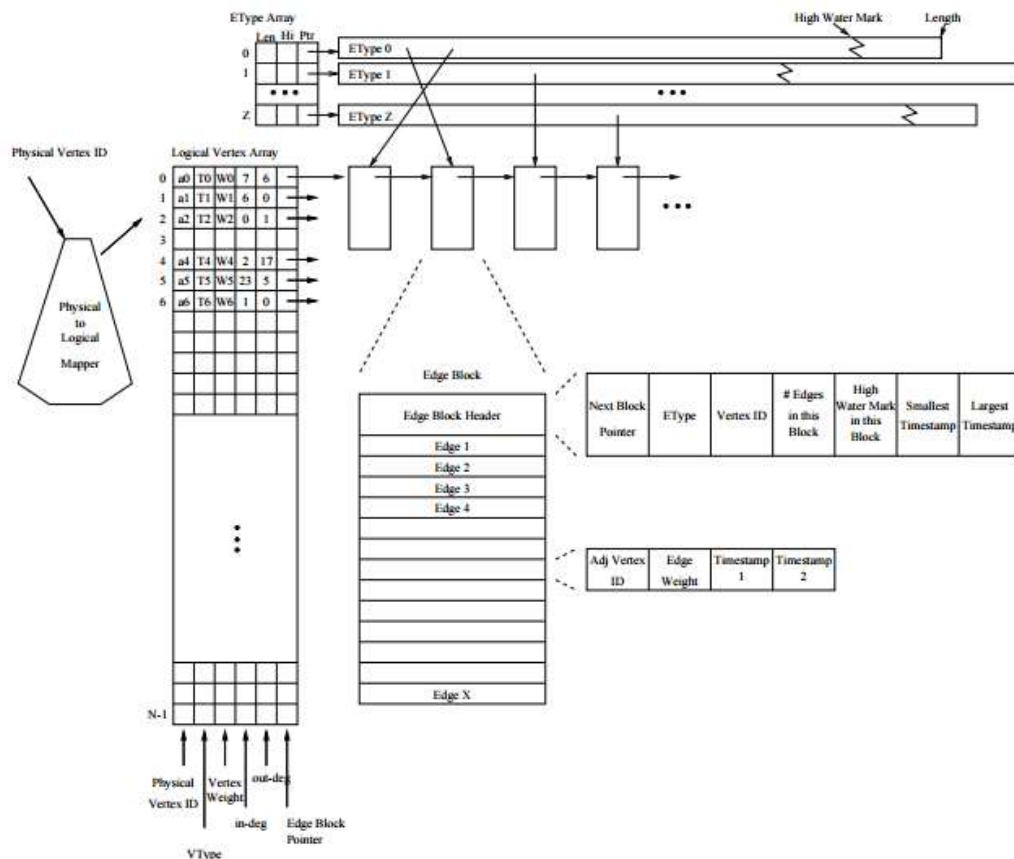 EType Array
Len Hi Ptr
High Water Mark
Length
0
EType 0
1
EType 1
Z
EType Z
Physical Vertex ID
Logical Vertex Array
0 a0 T0 W0 7 6
1 a1 T1 W1 6 0
2 a2 T2 W2 0 1
3
4 a4 T4 W4 2 17
5 a5 T5 W5 23 5
6 a6 T6 W6 1 0
Physical
to
Logical
Mapper
Edge Block
Edge Block Header
Edge 1
Edge 2
Edge 3
Edge 4
Edge X
Next Block
Pointer
EType
Vertex ID
# Edges
in this
Block
High
Water Mark
in this
Block
Smallest
Timestamp
Largest
Timestamp
Adj Vertex
ID
Edge
Weight
Timestamp
1
Timestamp
2
N-1
Physical
Vertex ID
VType
Vertex
Weight
in-deg
out-deg
Edge Block
Pointer